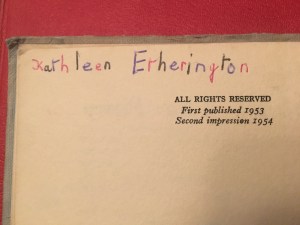 Kathleen Etherington
ALL RIGHTS RESERVED
First published 1953
Second impression 1954